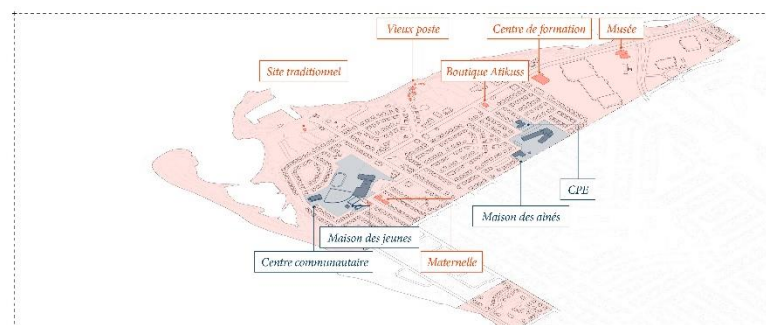 Vieux poste
Centre de formation
Musée
Site traditionnel
Boutique Atikuss
CPE
Maison des aînés
Maison des jeunes
Centre communautaire
Maternelle